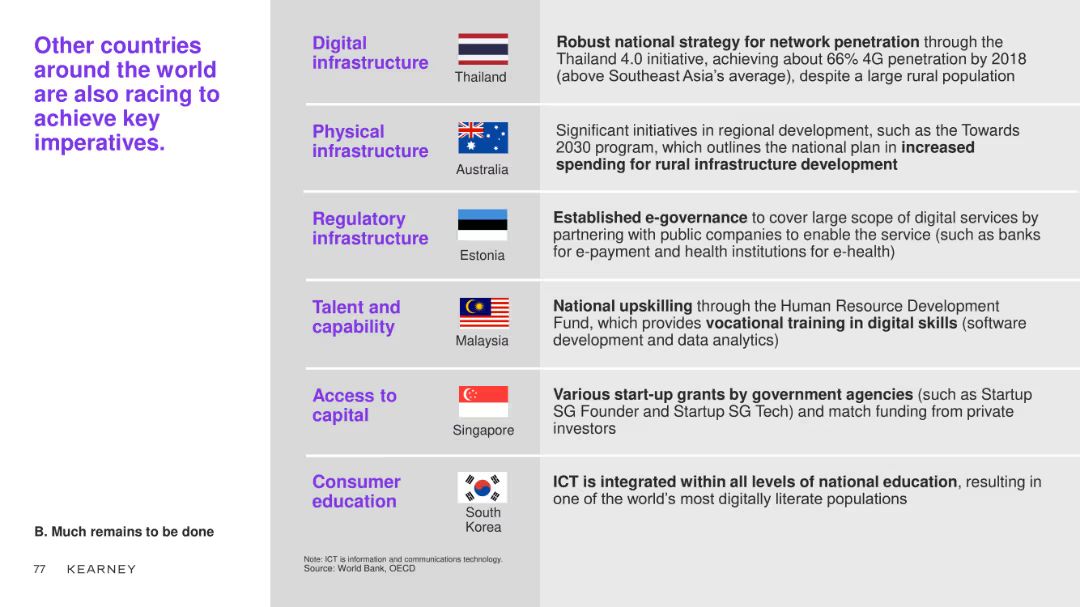 Other countries
around the world
are also racing to
achieve key
imperatives.
Digital
infrastructure
Thailand
Robust national strategy for network penetration through the
Thailand 4.0 initiative, achieving about 66% 4G penetration by 2018
(above Southeast Asia's average), despite a large rural population
Physical
infrastructure
Australia
Significant initiatives in regional development, such as the Towards
2030 program, which outlines the national plan in increased
spending for rural infrastructure development
Regulatory
infrastructure
Estonia
Established e-governance to cover large scope of digital services by
partnering with public companies to enable the service (such as banks
for e-payment and health institutions for e-health)
Talent and
capability
Malaysia
National upskilling through the Human Resource Development
Fund, which provides vocational training in digital skills (software
development and data analytics)
Access to
capital
Singapore
Various start-up grants by government agencies (such as Startup
SG Founder and Startup SG Tech) and match funding from private
investors
Consumer
education
South
Korea
ICT is integrated within all levels of national education, resulting in
one of the world's most digitally literate populations
B. Much remains to be done
Note: ICT is information and communications technology.
Source: World Bank, OECD
77 KEARNEY